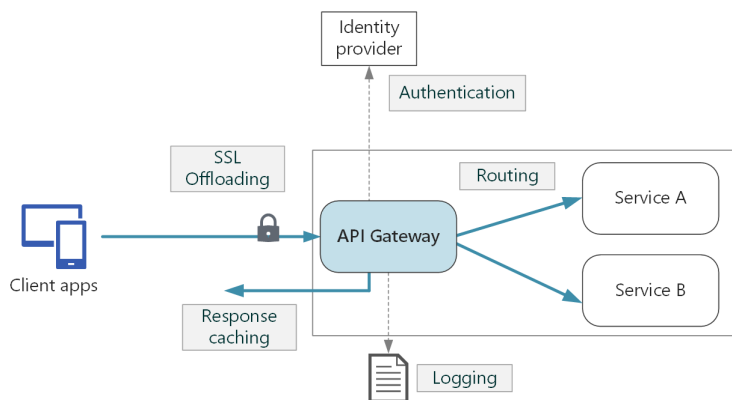 Identity
provider
Authentication
SSL
Offloading
Routing
Service A
API Gateway
Client apps
Service B
Response
caching
Logging